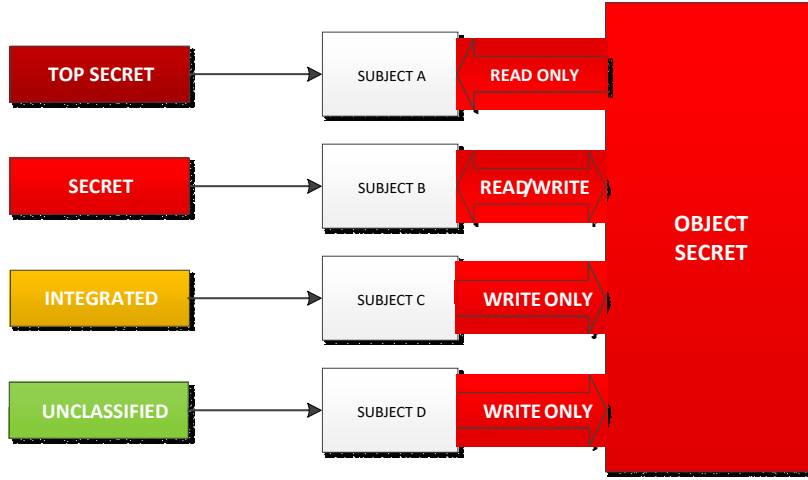 TOP SECRET
SUBJECT A
READ ONLY
SECRET
SUBJECT B
READ/WRITE
OBJECT
SECRET
INTEGRATED
SUBJECT C
WRITE ONLY
UNCLASSIFIED
SUBJECT D
WRITE ONLY